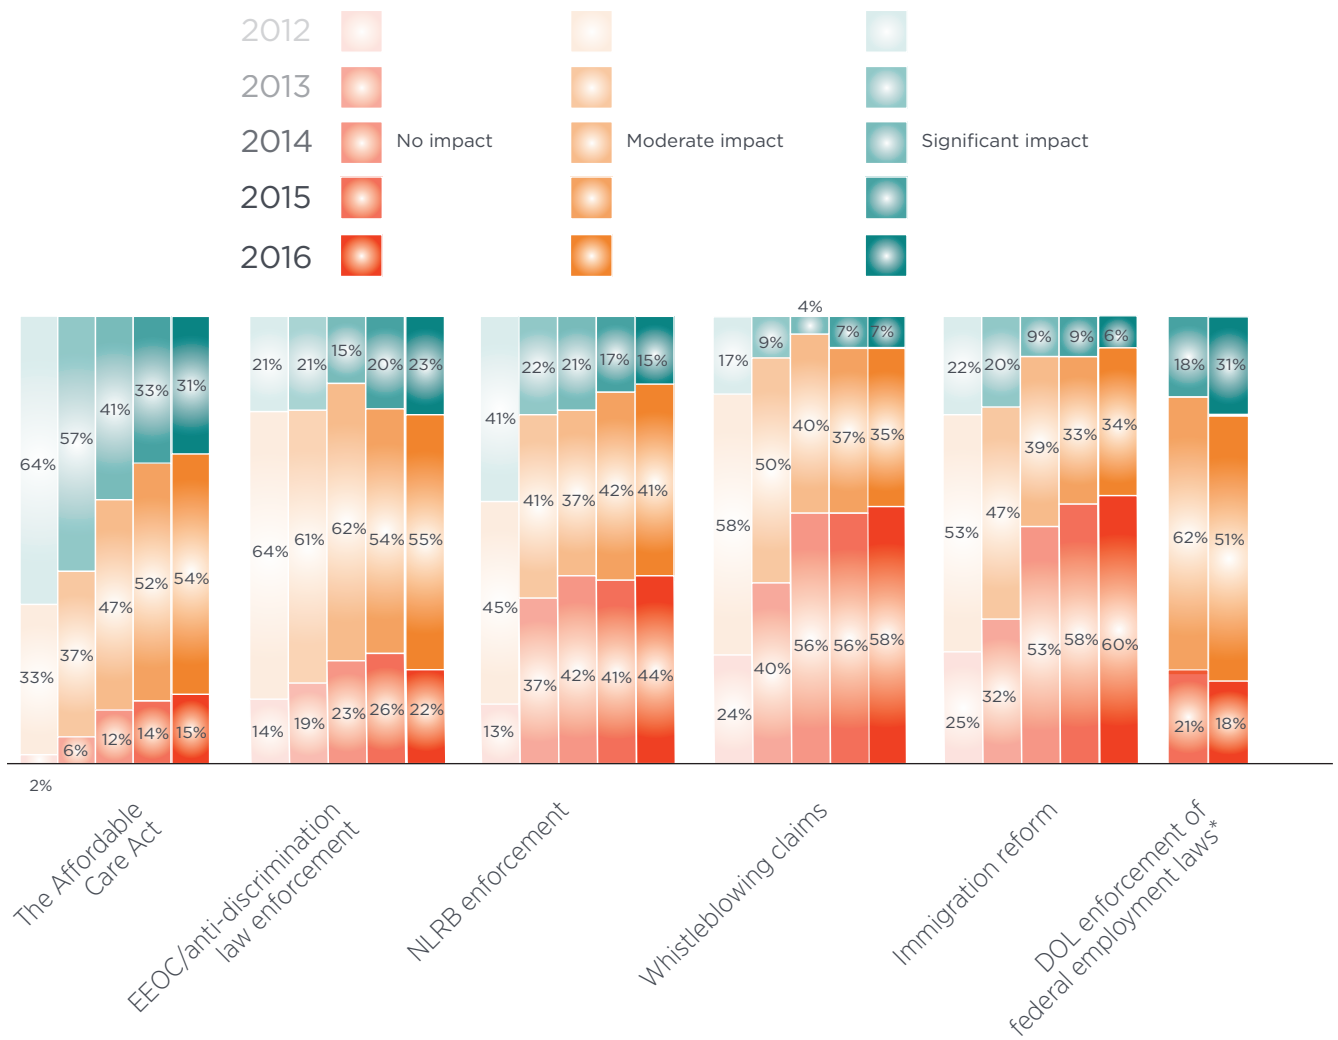 2012
2013
2014 No impact Moderate impact Significant impact
2015
2016
64% 57% 41% 33% 31%
33% 37% 47% 52% 54%
2% 6% 12% 14% 15%
The Affordable
Care Act
21% 21% 15% 20% 23%
64% 61% 62% 54% 55%
14% 19% 23% 26% 22%
EEOC/anti-discrimination
law enforcement
41% 22% 21% 17% 15%
45% 41% 37% 42% 41%
13% 37% 42% 41% 44%
NLRB enforcement
17% 9% 4% 7% 7%
58% 50% 40% 37% 35%
24% 40% 56% 56% 58%
Whistleblowing claims
22% 20% 9% 9% 6%
53% 47% 39% 33% 34%
25% 32% 53% 58% 60%
Immigration reform
18% 31%
62% 51%
21% 18%
DOL enforcement of
federal employment laws*